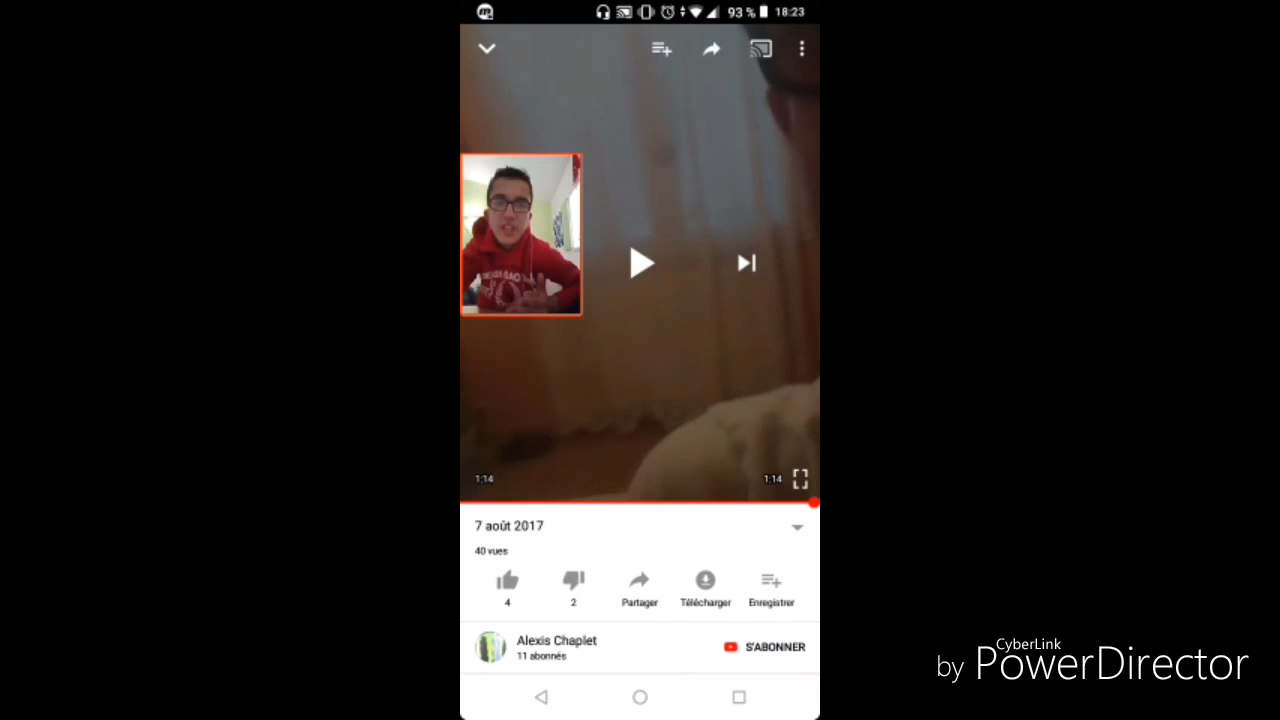 93 % 18:23
1:14 1:14
7 août 2017
40 vues
4 2 Partager Télécharger Enregistrer
Alexis Chaplet
11 abonnés
S'ABONNER
CyberLink
by PowerDirector